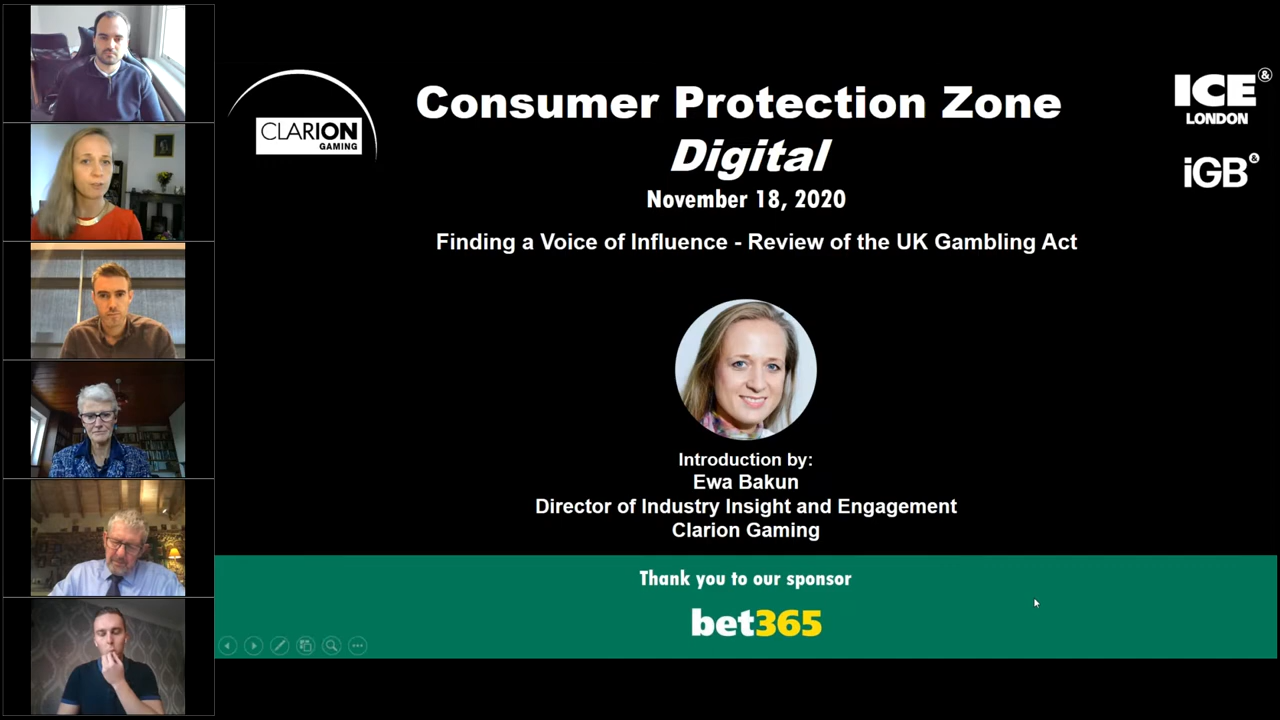 CLARION
GAMING
Consumer Protection Zone
Digital
November 18, 2020
Finding a Voice of Influence - Review of the UK Gambling Act
ICE &
LONDON
iGB &
Introduction by:
Ewa Bakun
Director of Industry Insight and Engagement
Clarion Gaming
Thank you to our sponsor
bet365